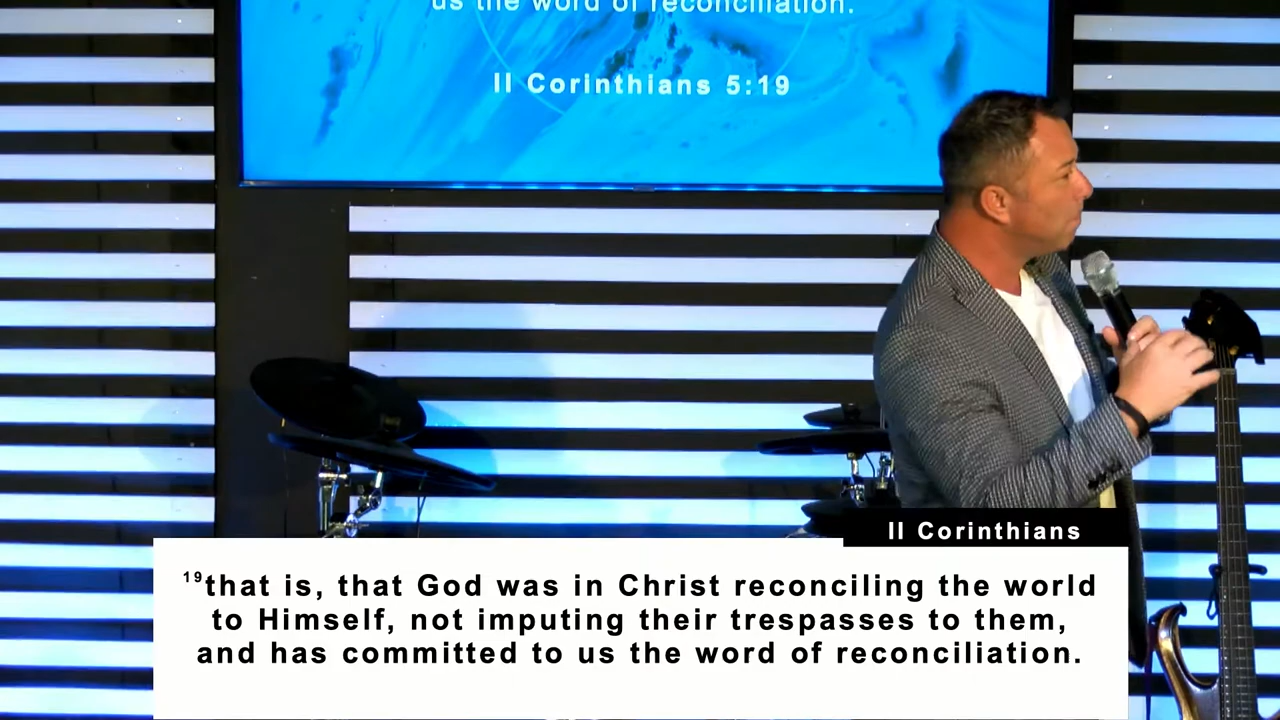 us the word of reconciliation.
II Corinthians 5:19
II Corinthians
19that is, that God was in Christ reconciling the world
to Himself, not imputing their trespasses to them,
and has committed to us the word of reconciliation.